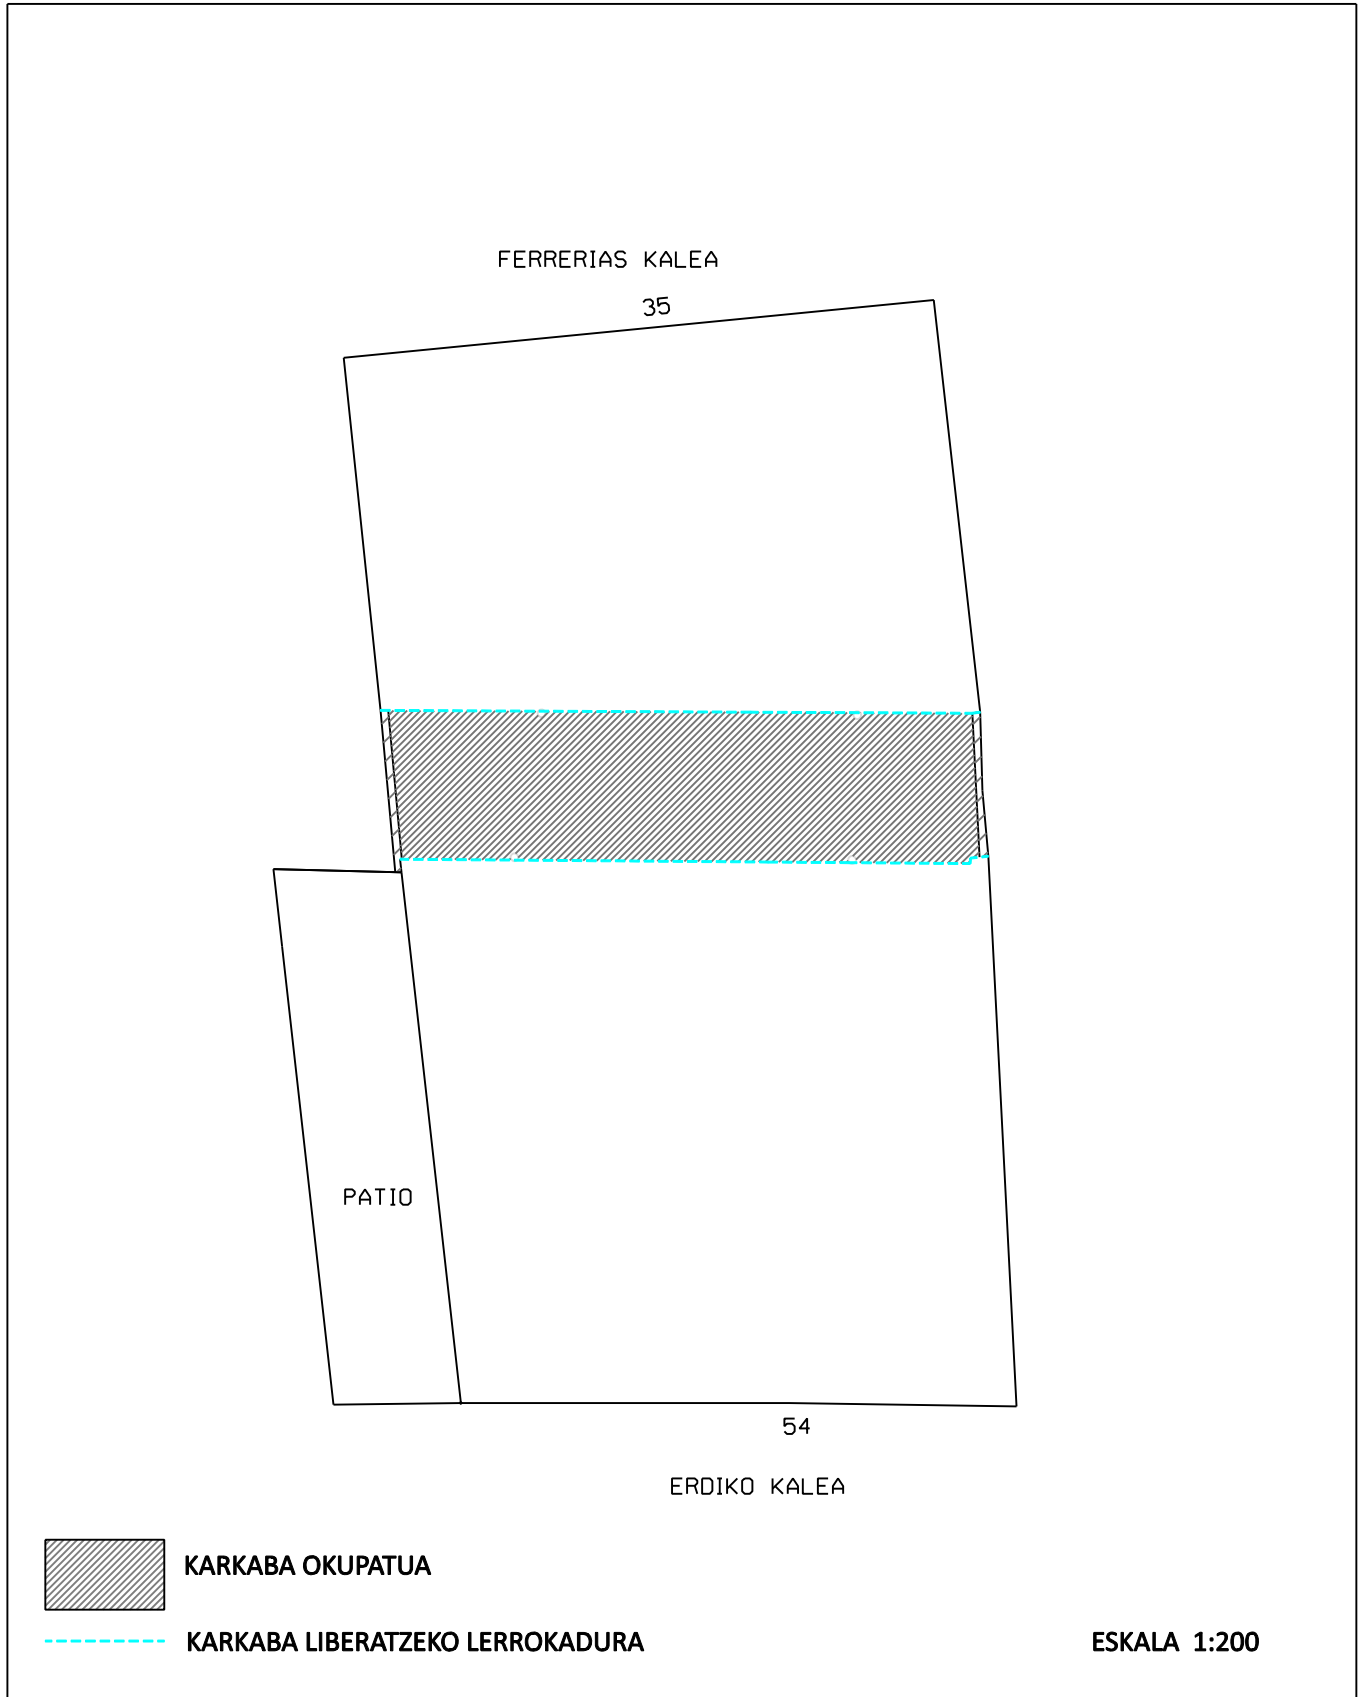 FERRERIAS KALEA
35
PATIO
54
ERDIKO KALEA
KARKABA OKUPATUA
KARKABA LIBERATZEKO LERROKADURA
ESKALA 1:200